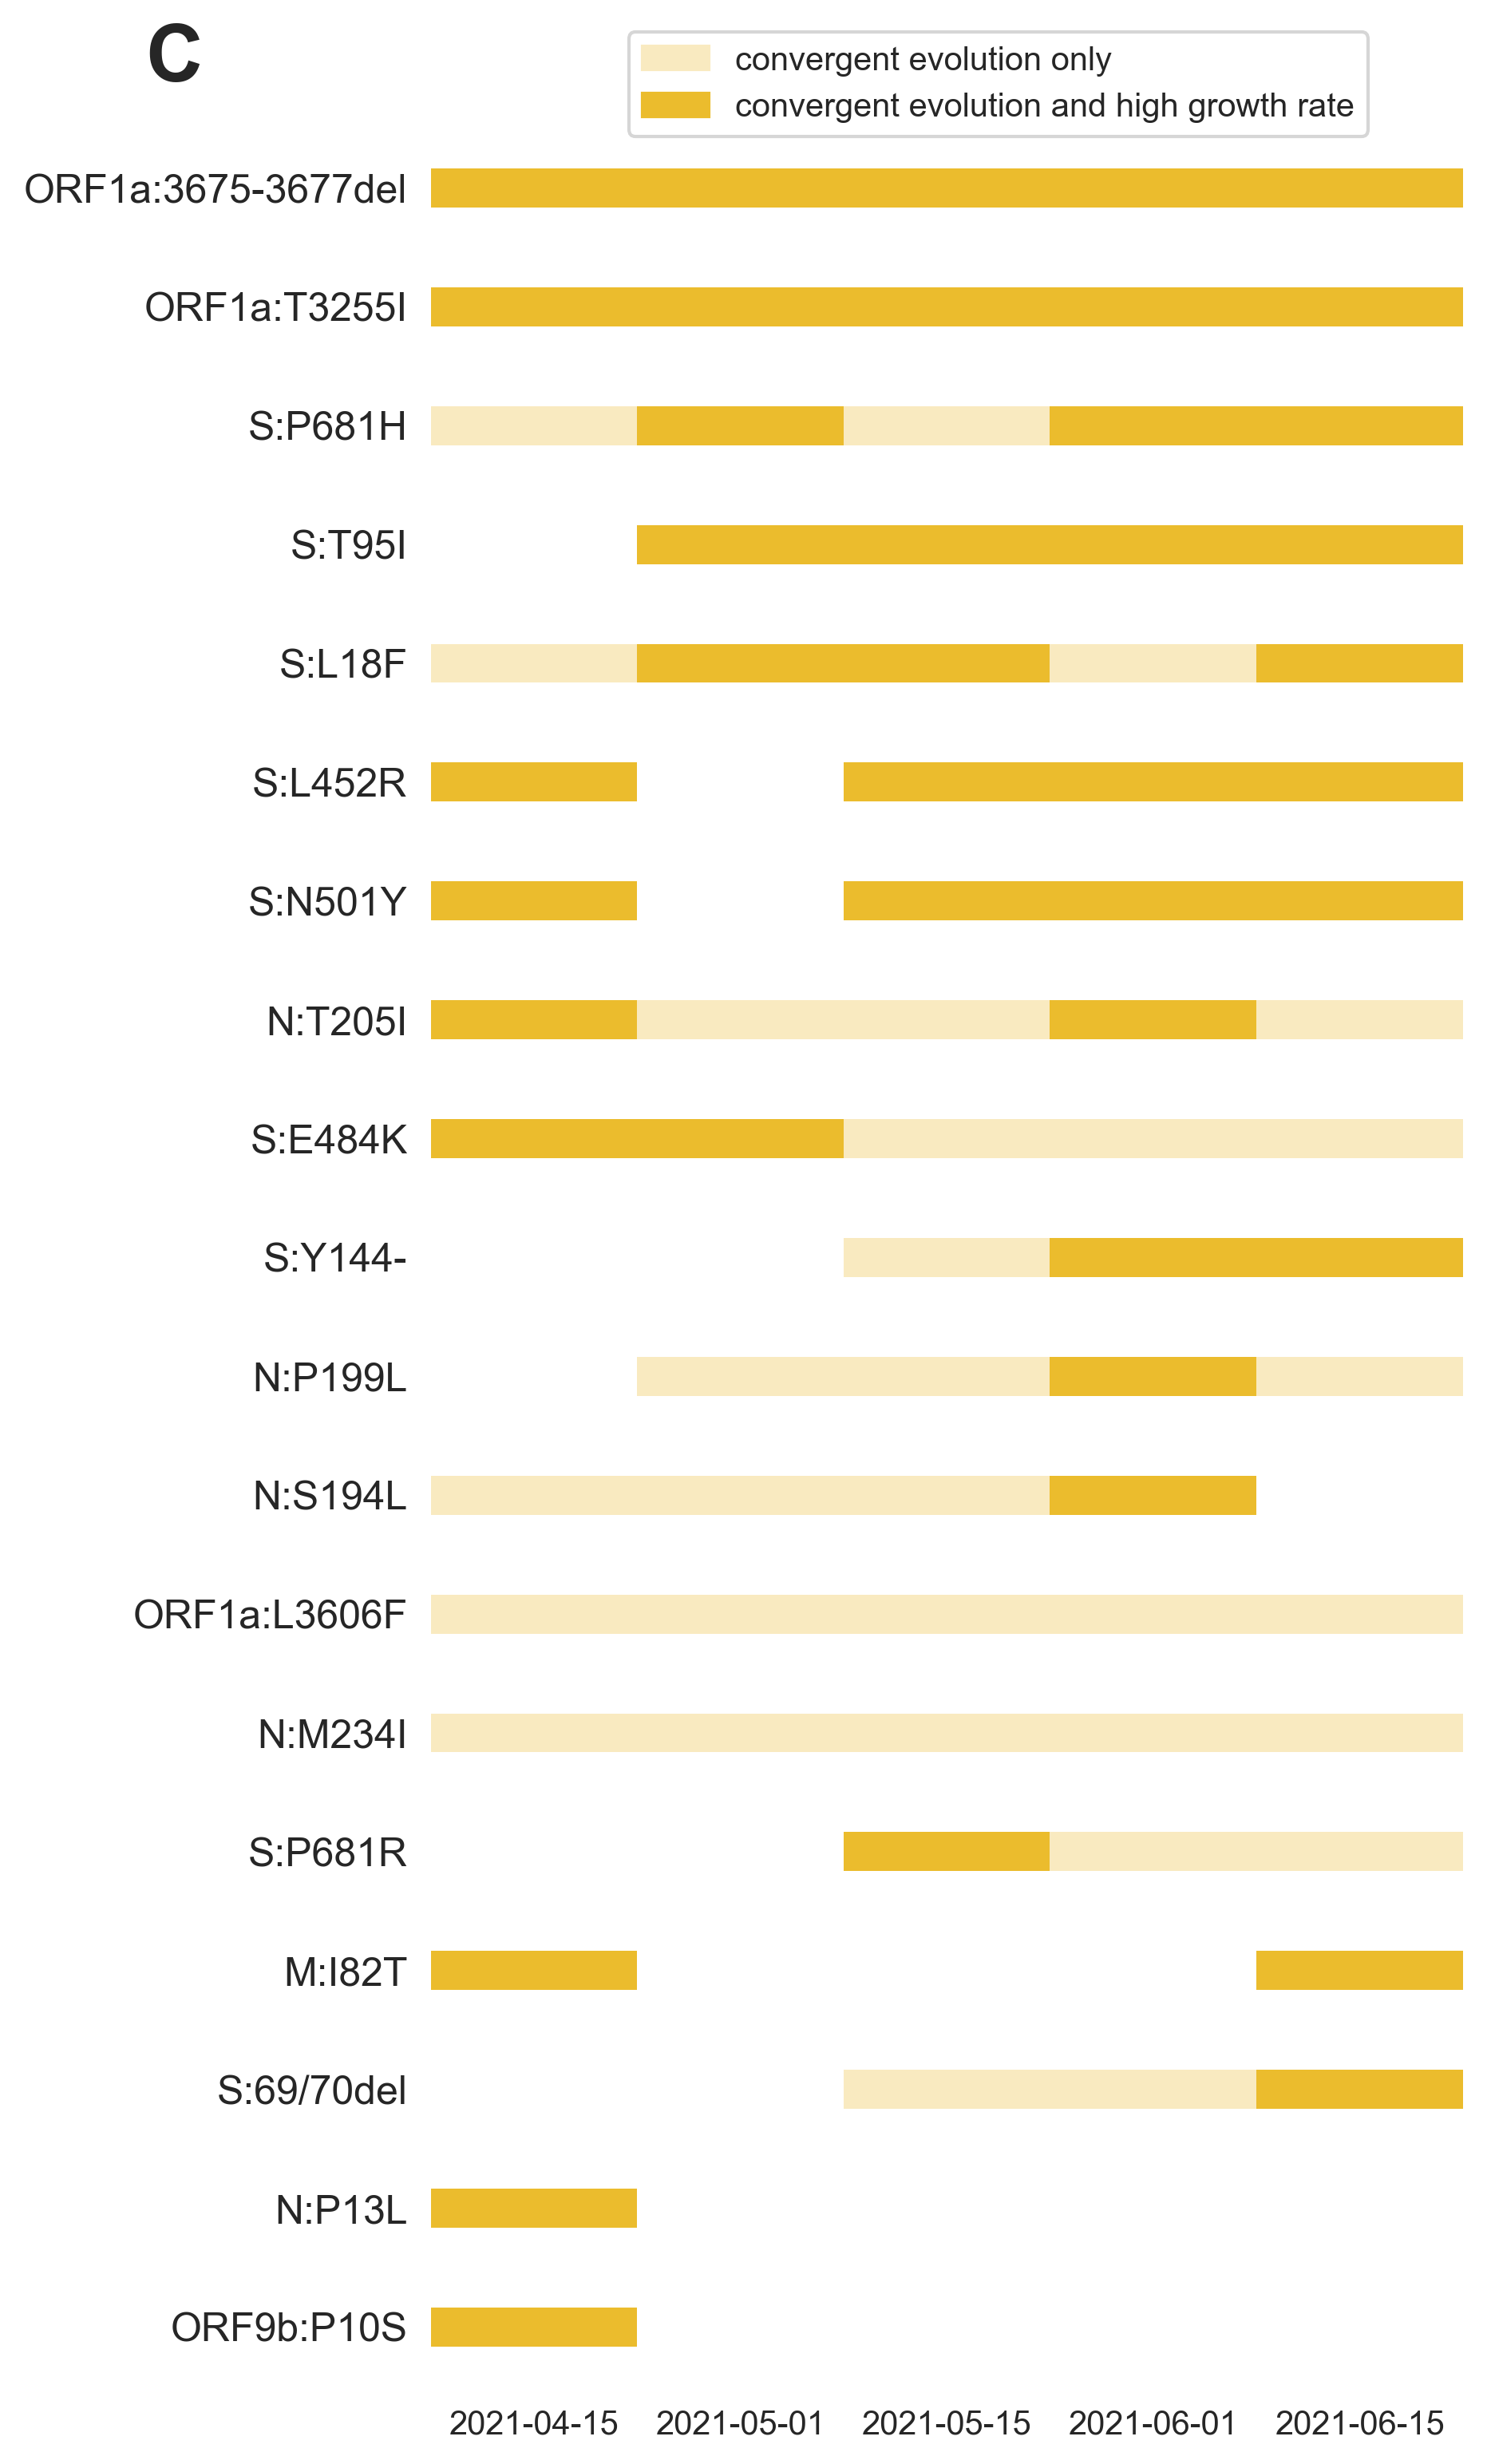 C
convergent evolution only
convergent evolution and high growth rate
ORF1a:3675-3677del
ORF1a:T3255I
S:P681H
S:T95I
S:L18F
S:L452R
S:N501Y
N:T205I
S:E484K
S:Y144-
N:P199L
N:S194L
ORF1a:L3606F
N:M234I
S:P681R
M:I82T
S:69/70del
N:P13L
ORF9b:P10S
2021-04-15 2021-05-01 2021-05-15 2021-06-01 2021-06-15